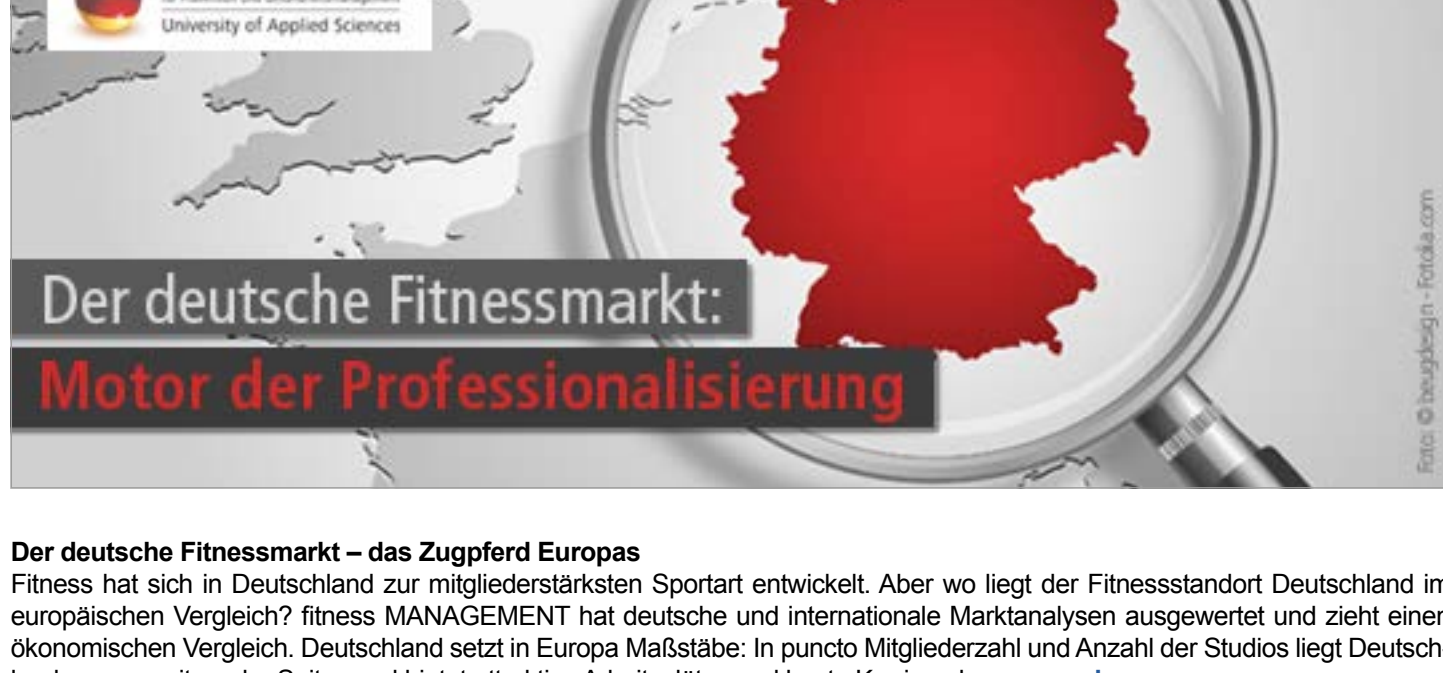 University of Applied Sciences
Der deutsche Fitnessmarkt:
Motor der Professionalisierung
Foto: © beugdesign - Fotolia.com
Der deutsche Fitnessmarkt – das Zugpferd Europas
Fitness hat sich in Deutschland zur mitgliederstärksten Sportart entwickelt. Aber wo liegt der Fitnessstandort Deutschland im
europäischen Vergleich? fitness MANAGEMENT hat deutsche und internationale Marktanalysen ausgewertet und zieht einen
ökonomischen Vergleich. Deutschland setzt in Europa Maßstäbe: In puncto Mitgliederzahl und Anzahl der Studios liegt Deutsch-